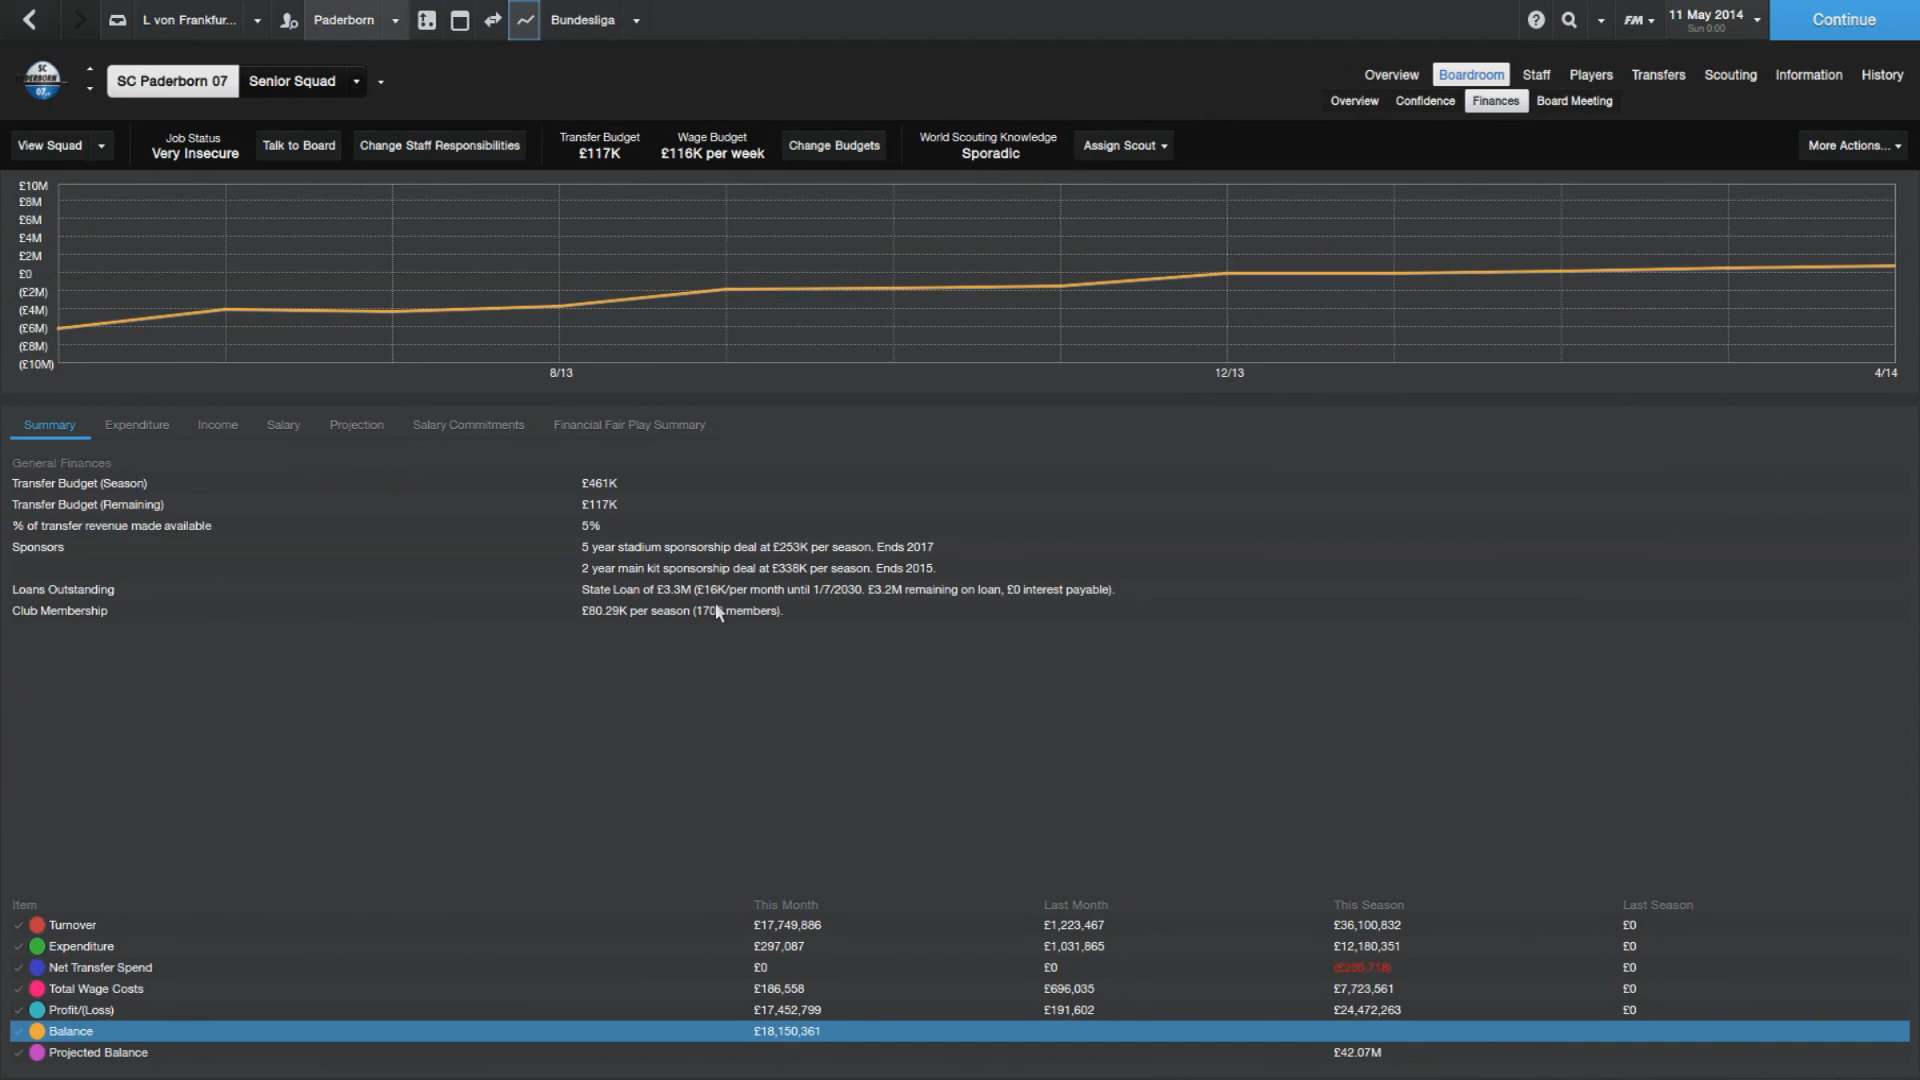 L von Frankfur...
Paderborn
Bundesliga
FM
11 May 2014
Sun 0:00
Continue
SC Paderborn 07
Senior Squad
Overview
Boardroom
Staff
Players
Transfers
Scouting
Information
History
Overview
Confidence
Finances
Board Meeting
View Squad
Job Status
Very Insecure
Talk to Board
Change Staff Responsibilities
Transfer Budget
£117K
Wage Budget
£116K per week
Change Budgets
World Scouting Knowledge
Sporadic
Assign Scout
More Actions...
£10M
£8M
£6M
£4M
£2M
£0
(£2M)
(£4M)
(£6M)
(£8M)
(£10M)
8/13
12/13
4/14
Summary
Expenditure
Income
Salary
Projection
Salary Commitments
Financial Fair Play Summary
General Finances
Transfer Budget (Season) £461K
Transfer Budget (Remaining) £117K
% of transfer revenue made available 5%
Sponsors 5 year stadium sponsorship deal at £253K per season. Ends 2017
2 year main kit sponsorship deal at £338K per season. Ends 2015.
Loans Outstanding State Loan of £3.3M (£16K/per month until 1/7/2030. £3.2M remaining on loan, £0 interest payable).
Club Membership £80.29K per season members).
Item This Month Last Month This Season Last Season
Turnover £17,749,886 £1,223,467 £36,100,832 £0
Expenditure £297,087 £1,031,865 £12,180,351 £0
Net Transfer Spend £0 £0 £0
Total Wage Costs £186,558 £696,035 £7,723,561 £0
Profit/(Loss) £17,452,799 £191,602 £24,472,263 £0
Balance £18,150,361
Projected Balance £42.07M